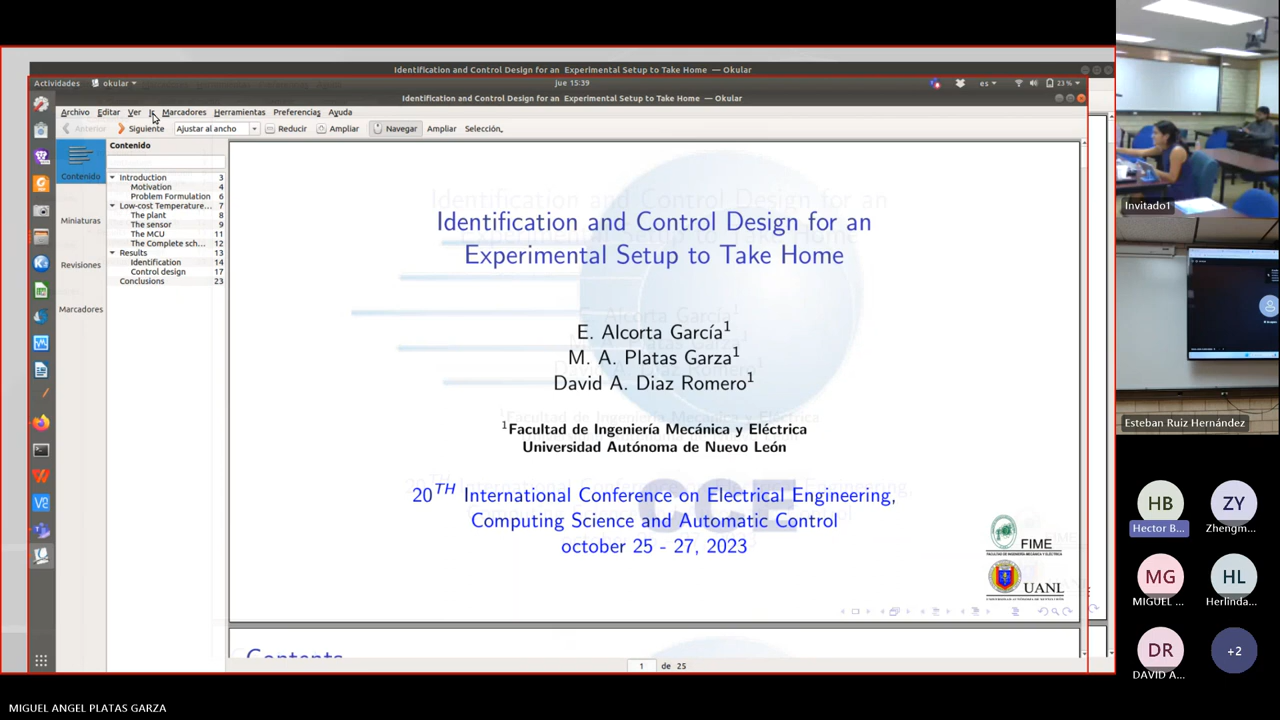 Identification and Control Design for an Experimental Setup to Take Home — Okular
Actividades
okular
jue 15:39
es
23 %
Identification and Control Design for an Experimental Setup to Take Home — Okular
Archivo Editar Ver Ir Marcadores Herramientas Preferencias Ayuda
Anterior Siguiente Ajustar al ancho Reducir Ampliar Navegar Ampliar Selección
Contenido
Contenido
Miniaturas
Revisiones
Marcadores
Introduction 3
Motivation 4
Problem Formulation 6
Low-cost Temperature... 7
The plant 8
The sensor 9
The MCU 11
The Complete sch... 12
Results 13
Identification 14
Control design 17
Conclusions 23
Identification and Control Design for an
Experimental Setup to Take Home
E. Alcorta García1
M. A. Platas Garza1
David A. Diaz Romero1
1Facultad de Ingeniería Mecánica y Eléctrica
Universidad Autónoma de Nuevo León
20TH International Conference on Electrical Engineering,
Computing Science and Automatic Control
october 25 - 27, 2023
CCE
FIME
UANL
Contents
1 de 25
Invitado1
Esteban Ruiz Hernández
HB
Hector B...
ZY
Zhengm...
MG
MIGUEL ...
HL
Herlinda...
DR
DAVID A...
+2
MIGUEL ANGEL PLATAS GARZA